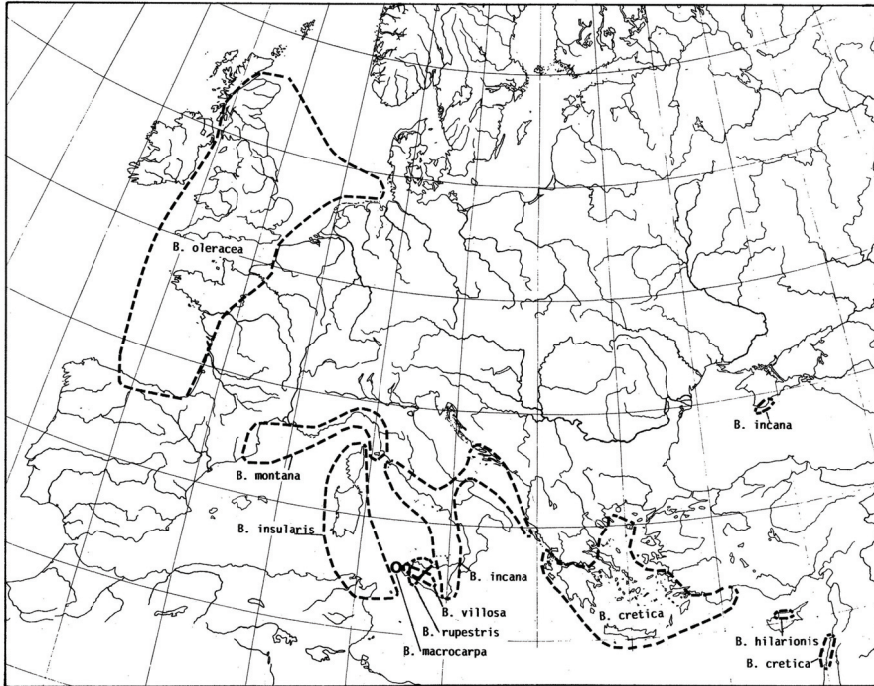 B. oleracea
B. incana
B. montana
B. insularis
B. incana
B. villosa
B. cretica
B. rupestris
B. hilarionis
B. macrocarpa
B. cretica